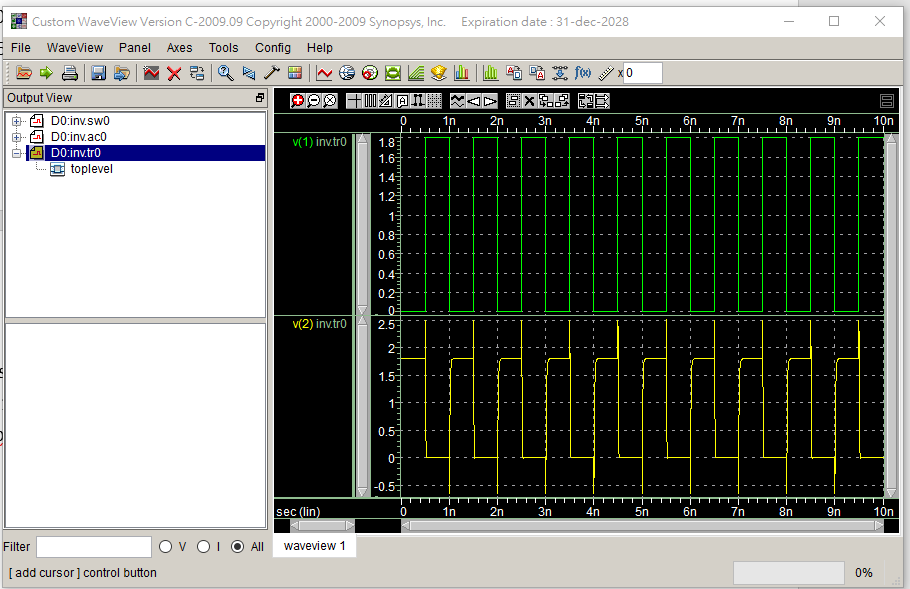 Custom WaveView Version C-2009.09 Copyright 2000-2009 Synopsys, Inc. Expiration date : 31-dec-2028
File WaveView Panel Axes Tools Config Help
x 0
Output View
D0:inv.sw0
D0:inv.ac0
D0:inv.tr0
toplevel
0 1n 2n 3n 4n 5n 6n 7n 8n 9n 10n
v(1) inv.tr0
1.8
1.6
1.4
1.2
1
0.8
0.6
0.4
0.2
0
v(2) inv.tr0
2.5
2
1.5
1
0.5
0
-0.5
sec (lin)
0 1n 2n 3n 4n 5n 6n 7n 8n 9n 10n
Filter V I All
waveview 1
[ add cursor ] control button
0%